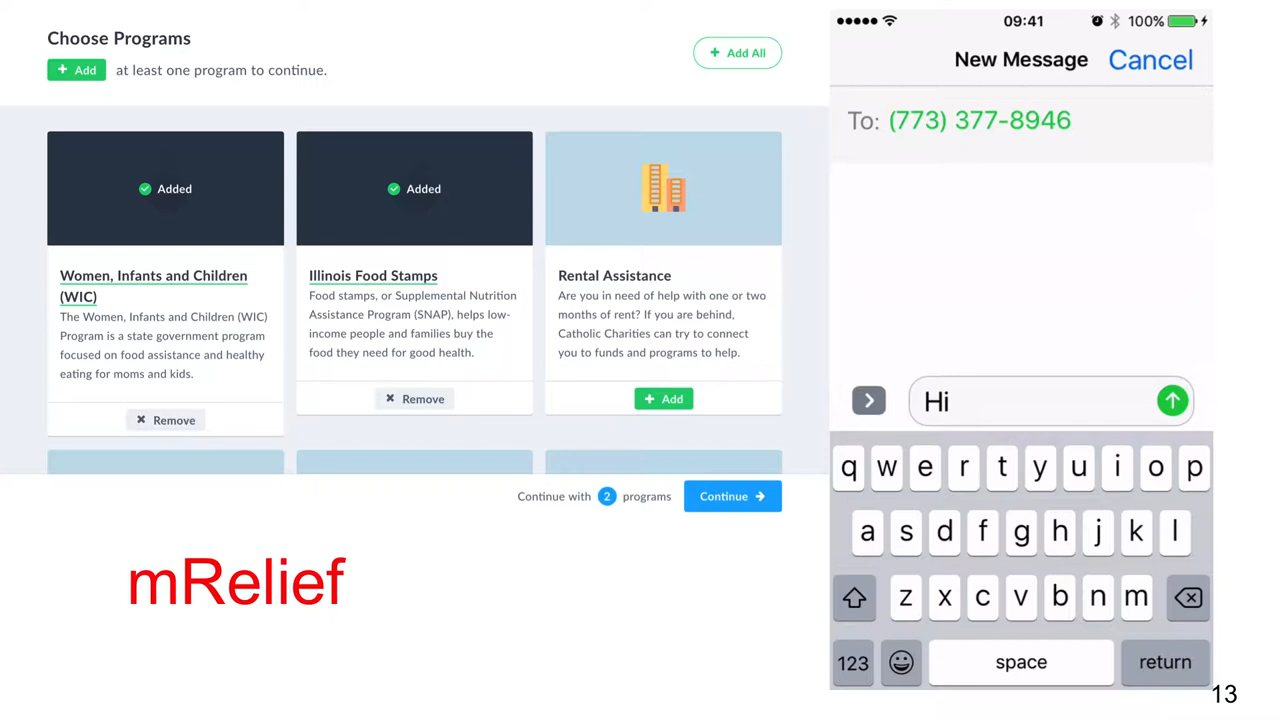 Choose Programs
+ Add at least one program to continue.
+ Add All
Added
Women, Infants and Children
(WIC)
The Women, Infants and Children (WIC)
Program is a state government program
focused on food assistance and healthy
eating for moms and kids.
Remove
Added
Illinois Food Stamps
Food stamps, or Supplemental Nutrition
Assistance Program (SNAP), helps low-
income people and families buy the
food they need for good health.
Remove
Rental Assistance
Are you in need of help with one or two
months of rent? If you are behind,
Catholic Charities can try to connect
you to funds and programs to help.
+ Add
Continue with 2 programs
Continue →
mRelief
09:41
100%
New Message
Cancel
To: (773) 377-8946
Hi
q w e r t y u i o p
a s d f g h j k l
z x c v b n m
123 space return
13